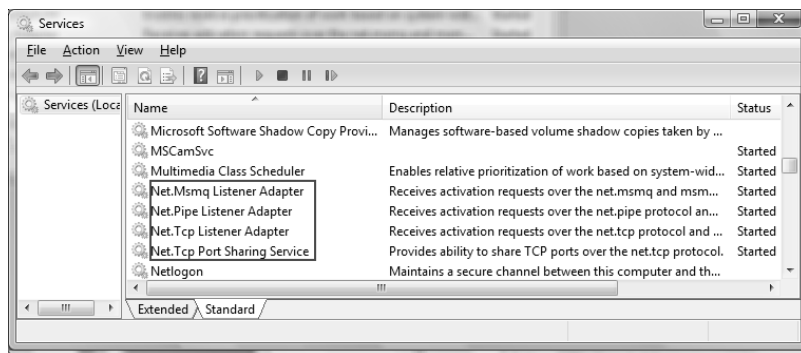 Services
File Action View Help
Services (Loca
Name Description Status
Microsoft Software Shadow Copy Provi... Manages software-based volume shadow copies taken by ...
MSCamSvc Started
Multimedia Class Scheduler Enables relative prioritization of work based on system-wid... Started
Net.Msmq Listener Adapter Receives activation requests over the net.msmq and msm... Started
Net.Pipe Listener Adapter Receives activation requests over the net.pipe protocol an... Started
Net.Tcp Listener Adapter Receives activation requests over the net.tcp protocol and ... Started
Net.Tcp Port Sharing Service Provides ability to share TCP ports over the net.tcp protocol. Started
Netlogon Maintains a secure channel between this computer and th...
Extended Standard